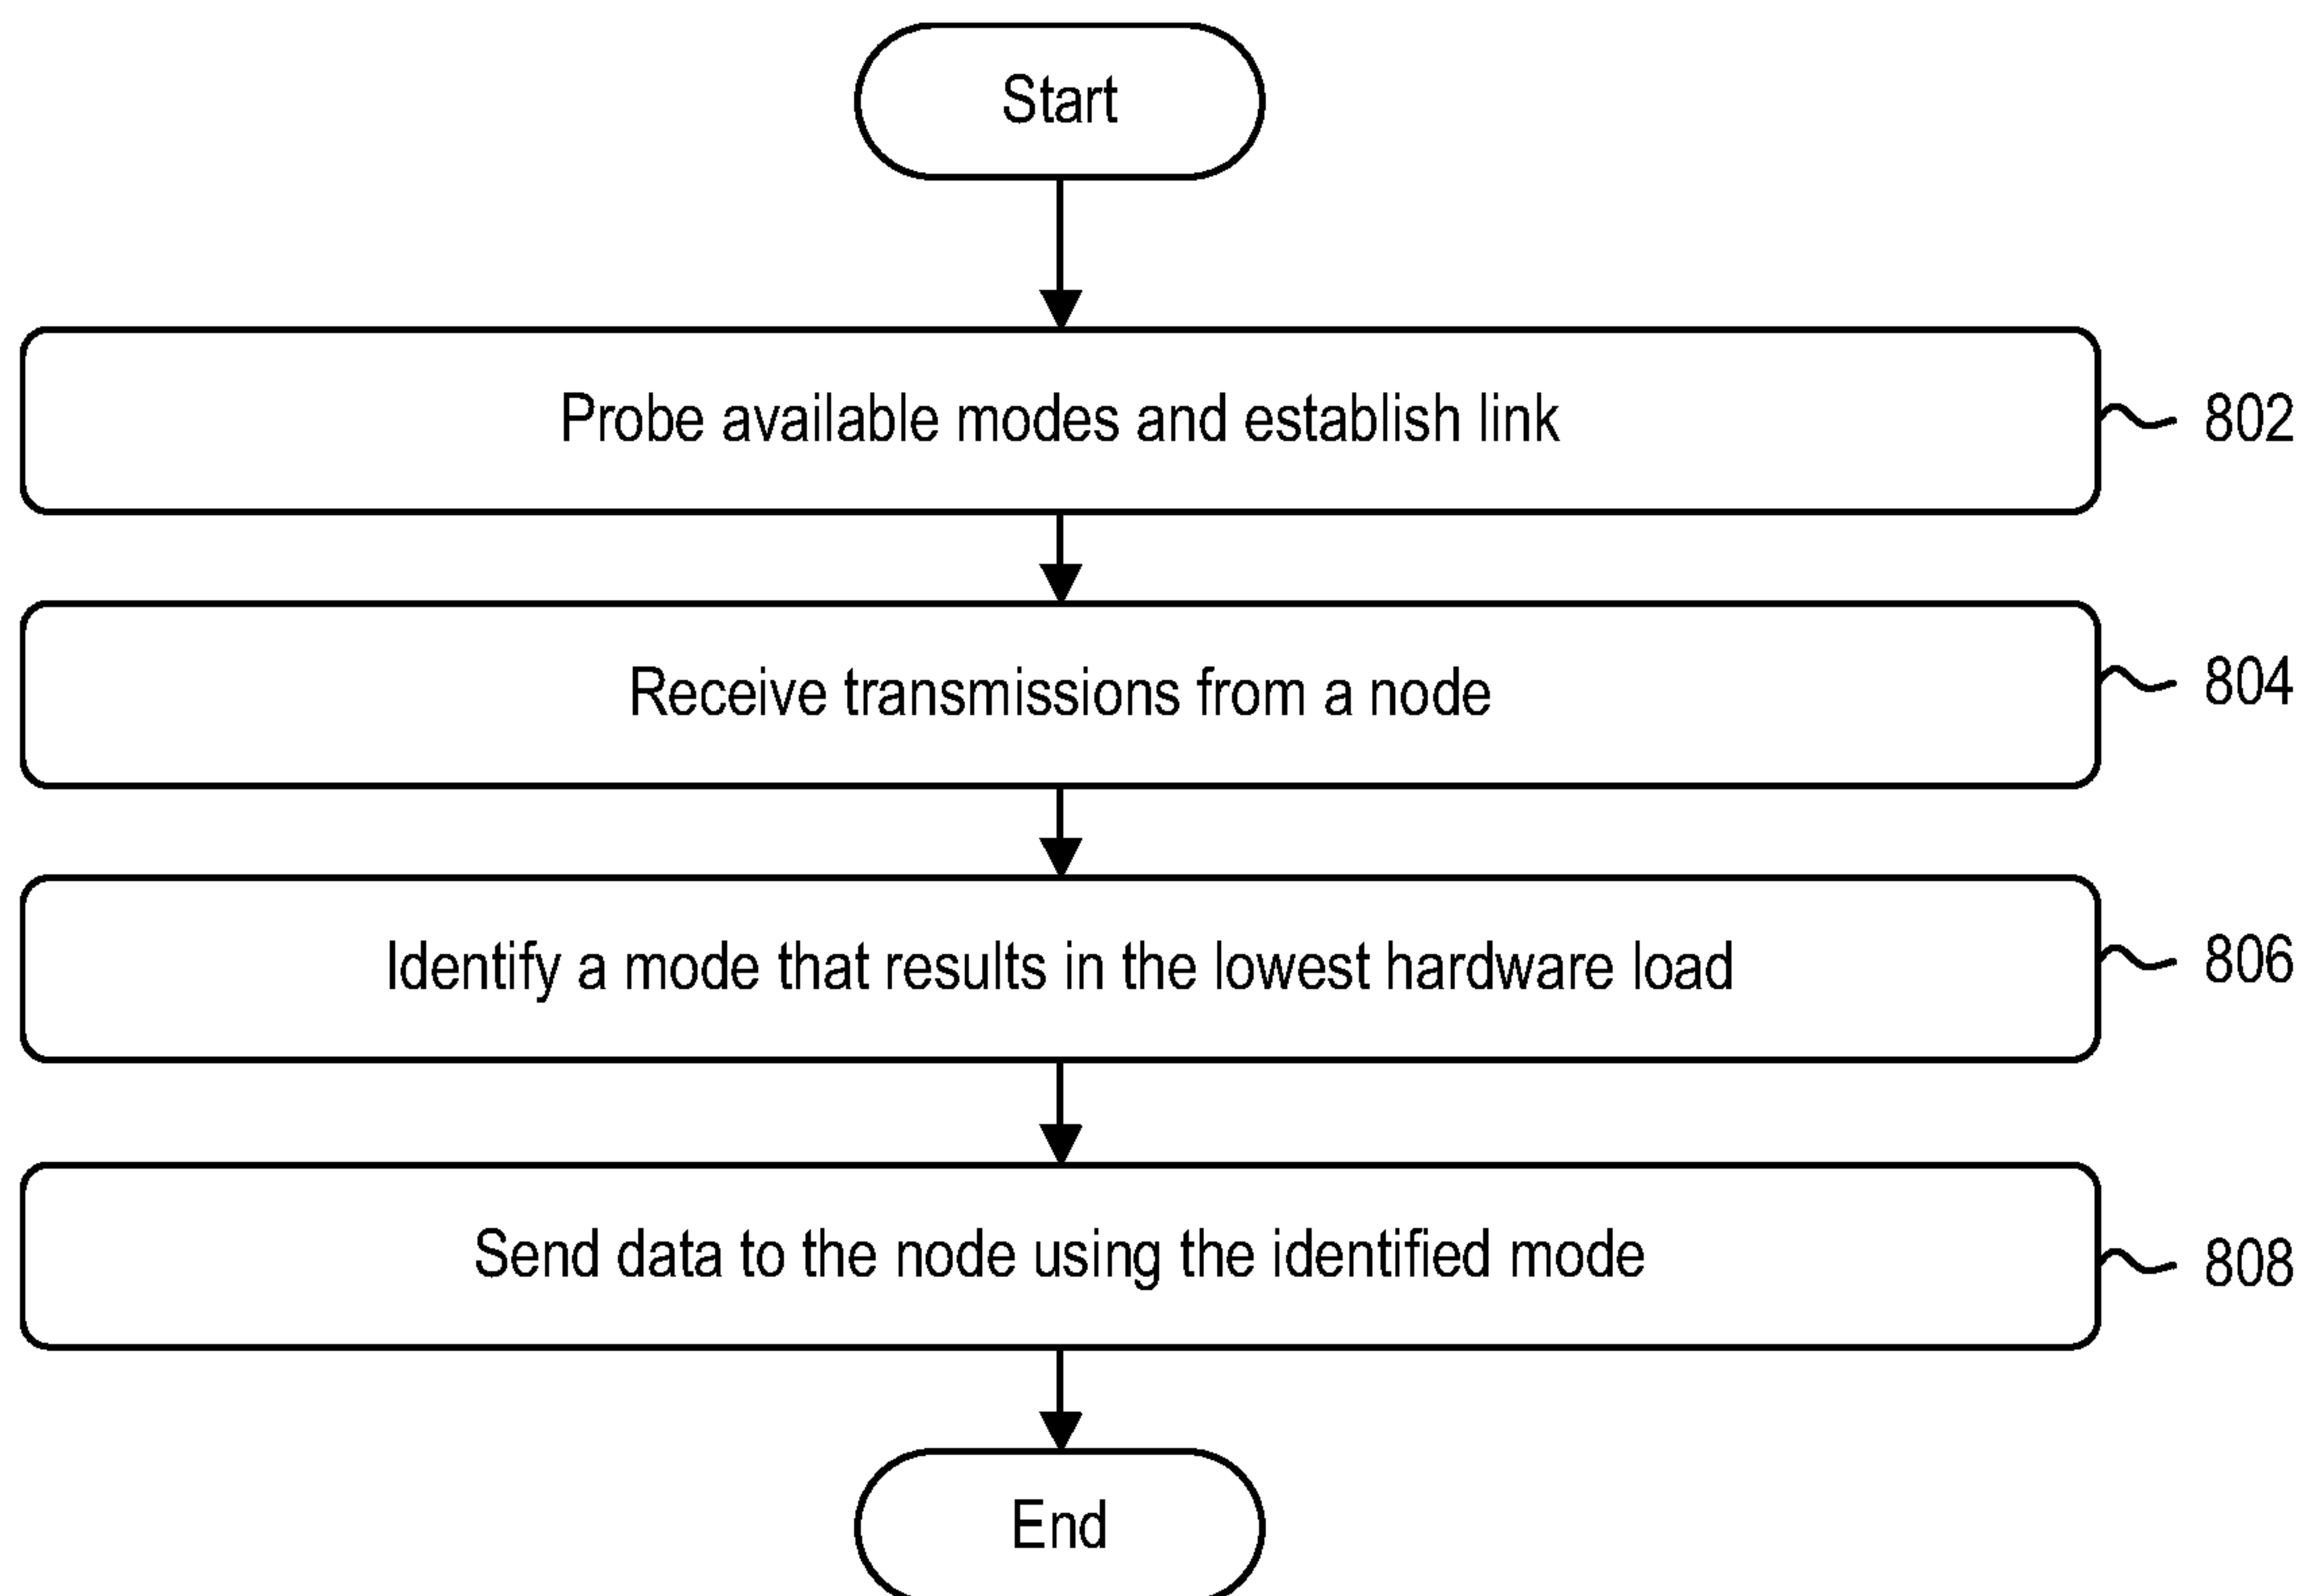 Start
Probe available modes and establish link
802
Receive transmissions from a node
804
Identify a mode that results in the lowest hardware load
806
Send data to the node using the identified mode
808
End